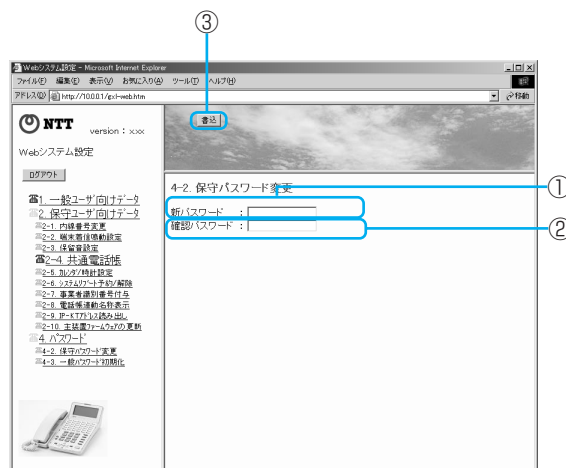 ③
Webシステム設定 - Microsoft Internet Explorer
ファイル(F) 編集(E) 表示(V) お気に入り(A) ツール(T) ヘルプ(H)
アドレス(D) http://10.0.0.1/gxl-web.htm 移動
NTT version : x.xx
書込
Webシステム設定
ログアウト
4-2. 保守パスワード変更
①
新パスワード :
確認パスワード :
②
1. 一般ユーザ向けデータ
2. 保守ユーザ向けデータ
2-1. 内線番号変更
2-2. 端末着信鳴動設定
2-3. 保留音設定
2-4. 共通電話帳
2-5. カレンダ/時計設定
2-6. システムリブート予約/解除
2-7. 事業者識別番号付与
2-8. 電話帳連動名称表示
2-9. IP-KTアドレス読み出し
2-10. 主装置ファームウェアの更新
4. パスワード
4-2. 保守パスワード変更
4-3. 一般パスワード初期化